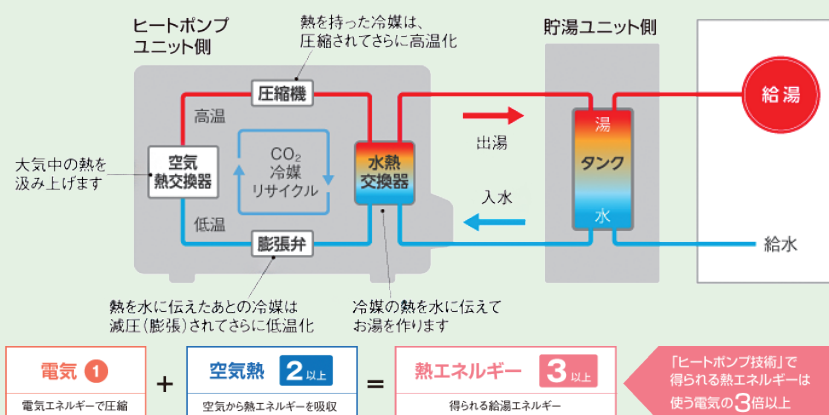 ヒートポンプ
ユニット側
熱を持った冷媒は、
圧縮されてさらに高温化
貯湯ユニット側
圧縮機
高温
給湯
出湯
湯
大気中の熱を
汲み上げます
空気
熱交換器
CO₂
冷媒
リサイクル
水熱
交換器
タンク
入水
低温
水
膨張弁
給水
熱を水に伝えたあとの冷媒は
減圧(膨張)されてさらに低温化
冷媒の熱を水に伝えて
お湯を作ります
電気 1
電気エネルギーで圧縮
+
空気熱 2以上
空気から熱エネルギーを吸収
=
熱エネルギー 3以上
得られる給湯エネルギー
「ヒートポンプ技術」で
得られる熱エネルギーは
使う電気の3倍以上